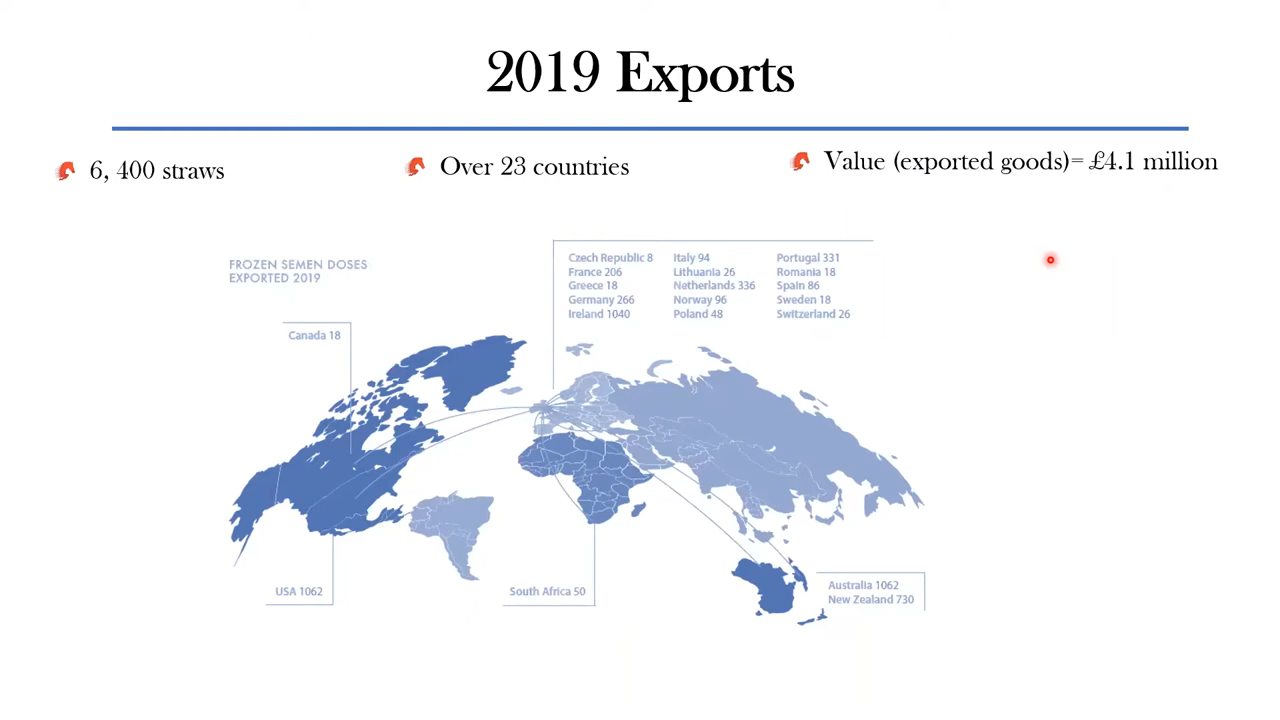 2019 Exports
6, 400 straws
Over 23 countries
Value (exported goods)= £4.1 million
FROZEN SEMEN DOSES
EXPORTED 2019
Czech Republic 8
France 206
Greece 18
Germany 266
Ireland 1040
Italy 94
Lithuania 26
Netherlands 336
Norway 96
Poland 48
Portugal 331
Romania 18
Spain 86
Sweden 18
Switzerland 26
Canada 18
USA 1062
South Africa 50
Australia 1062
New Zealand 730